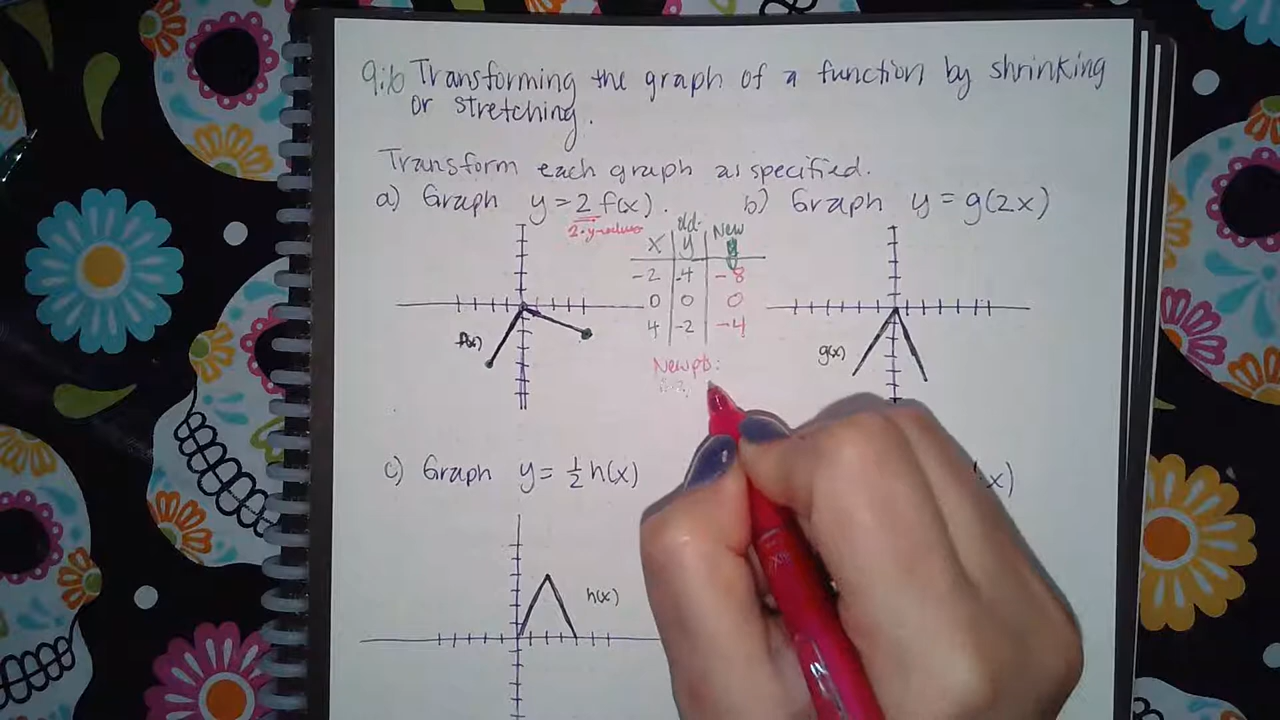 9.6 Transforming the graph of a function by shrinking
or stretching.
Transform each graph as specified.
a) Graph y = 2 f(x).
2·y-values
x | old y | New y
-2 | -4 | -8
0 | 0 | 0
4 | -2 | -4
f(x)
New pts:
b) Graph y = g(2x)
g(x)
c) Graph y = ½ h(x)
h(x)
x)